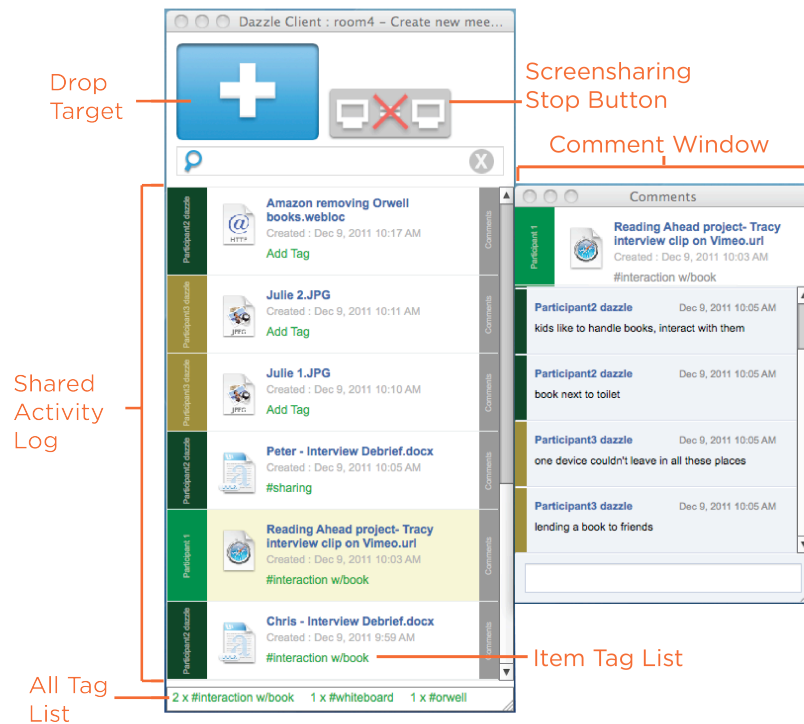 Dazzle Client : room4 – Create new mee...
Drop
Target
Screensharing
Stop Button
Comment Window
X
Participant2 dazzle
HTTP
Amazon removing Orwell
books.webloc
Created : Dec 9, 2011 10:17 AM
Add Tag
Comments
Participant3 dazzle
JPEG
Julie 2.JPG
Created : Dec 9, 2011 10:11 AM
Add Tag
Comments
Participant3 dazzle
JPEG
Julie 1.JPG
Created : Dec 9, 2011 10:10 AM
Add Tag
Comments
Shared
Activity
Log
Participant2 dazzle
Peter - Interview Debrief.docx
Created : Dec 9, 2011 10:05 AM
#sharing
Comments
Participant 1
Reading Ahead project- Tracy
interview clip on Vimeo.url
Created : Dec 9, 2011 10:03 AM
#interaction w/book
Comments
Participant2 dazzle
Chris - Interview Debrief.docx
Created : Dec 9, 2011 9:59 AM
#interaction w/book
Comments
Item Tag List
All Tag
List
2 x #interaction w/book 1 x #whiteboard 1 x #orwell
Comments
Participant 1
Reading Ahead project- Tracy
interview clip on Vimeo.url
Created : Dec 9, 2011 10:03 AM
#interaction w/book
Participant2 dazzle Dec 9, 2011 10:05 AM
kids like to handle books, interact with them
Participant2 dazzle Dec 9, 2011 10:05 AM
book next to toilet
Participant3 dazzle Dec 9, 2011 10:05 AM
one device couldn't leave in all these places
Participant3 dazzle Dec 9, 2011 10:05 AM
lending a book to friends